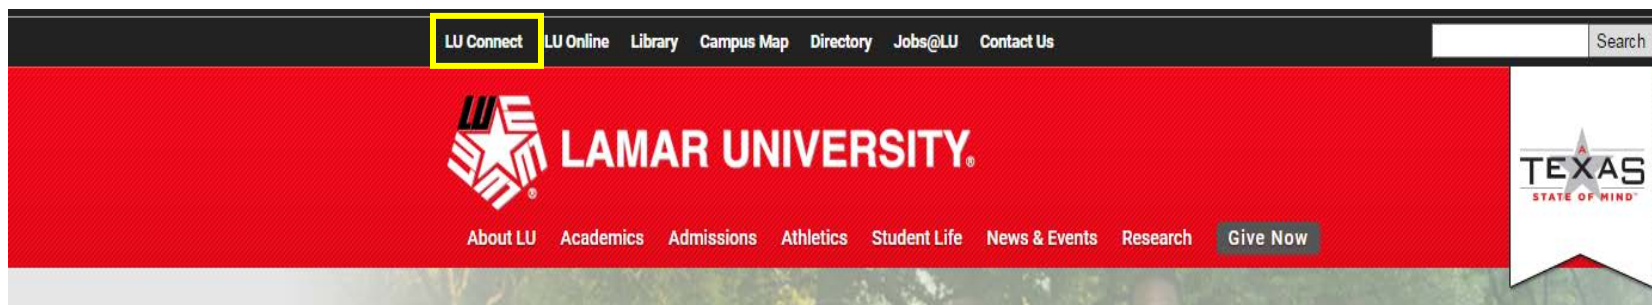 LU Connect LU Online Library Campus Map Directory Jobs@LU Contact Us Search
LAMAR UNIVERSITY®
A
TEXAS
STATE OF MIND™
About LU Academics Admissions Athletics Student Life News & Events Research Give Now